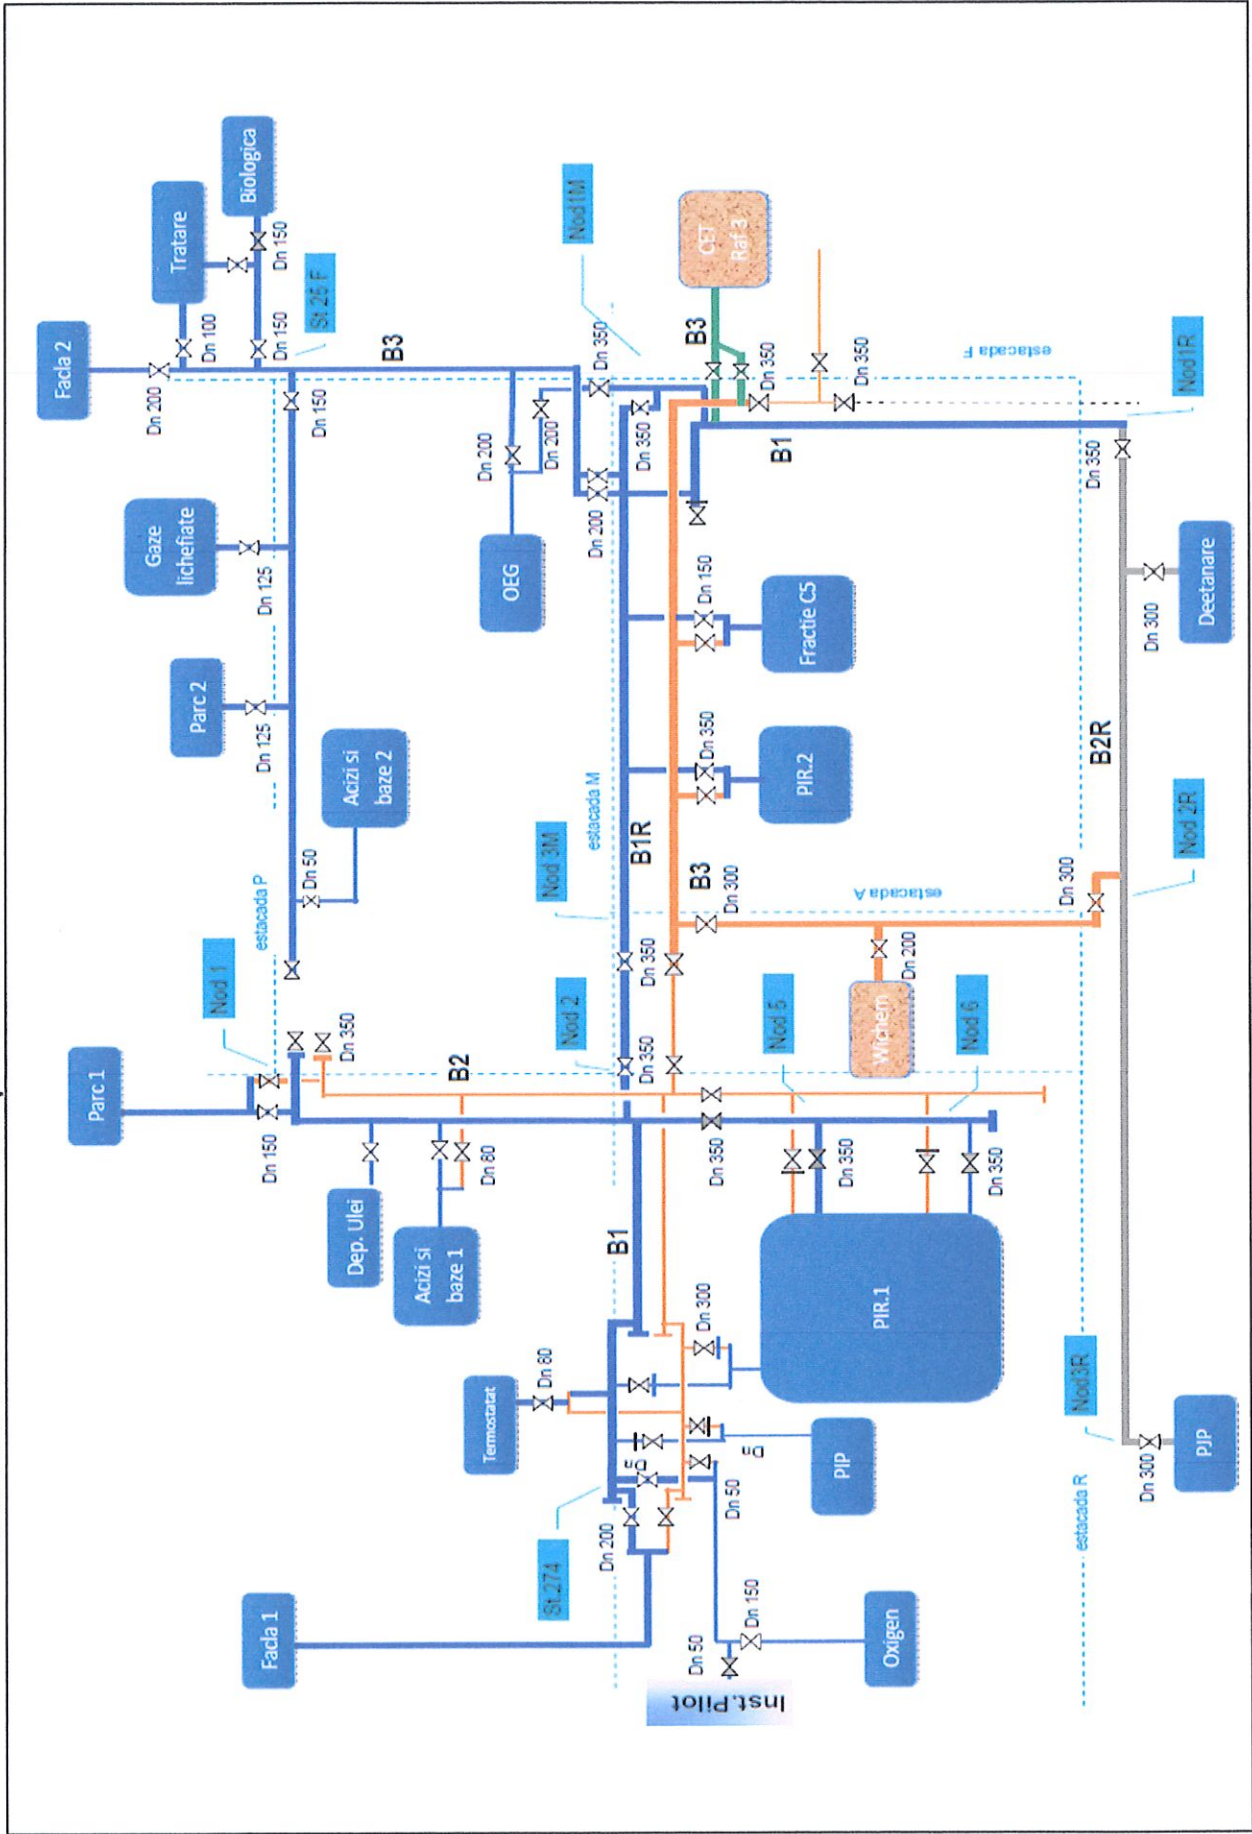 Facla 2
Tratare
Biologica
Dn 200
Dn 100
Dn 150
Dn 150
St 25 F
B3
Dn 150
Gaze
lichefiate
Dn 125
Parc 2
Dn 125
Acizi si
baze 2
Dn 50
estacada P
Nod 1
Parc 1
Dn 150
Dn 350
B2
Dep. Ulei
Acizi si
baze 1
Dn 80
OEG
Dn 200
Dn 200
Dn 200
Nod1M
Dn 350
Dn 350
CET
Raf 3
B3
Dn 350
Dn 350
estacada F
Nod1R
B1
Dn 350
Fractie C5
Dn 150
PIR.2
Dn 350
estacada M
Nod 3M
B1R
B3
Dn 300
estacada A
Dn 300
Nod 2R
B2R
Deetanare
Dn 300
Nod 2
Dn 350
Dn 350
Wichem
Dn 200
Nod 5
Nod 6
Dn 350
Dn 350
Dn 350
B1
PIR.1
Dn 300
Termostatat
Dn 80
Dn
Dn
PIP
St.274
Dn 200
Dn 50
Facla 1
Inst.Pilot
Dn 50
Dn 150
Oxigen
Nod3R
estacada R
Dn 300
PJP